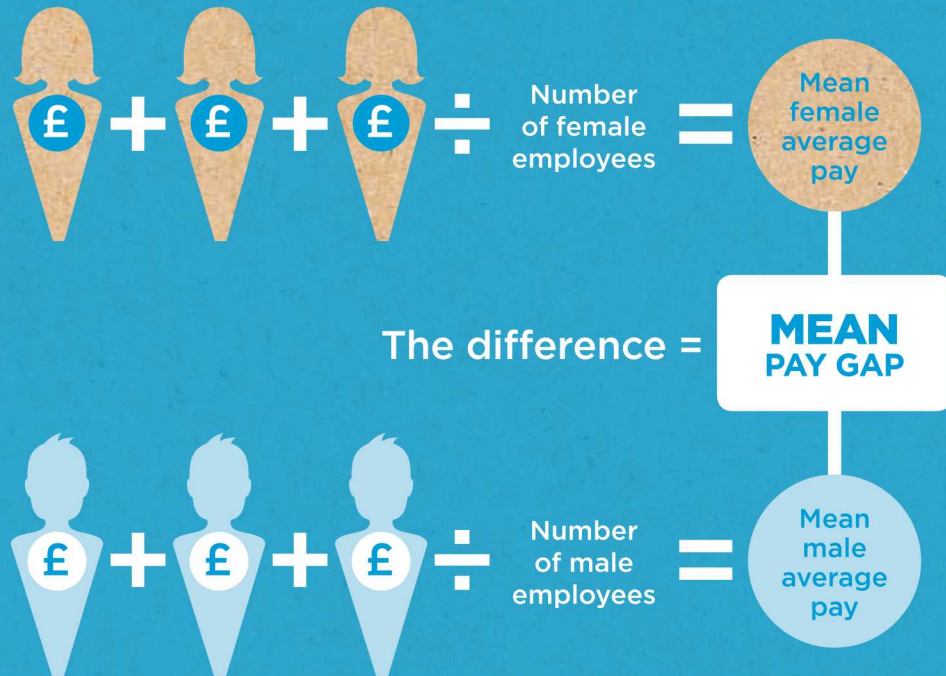 £ + £ + £ ÷ Number
of female
employees =
Mean
female
average
pay
The difference =
MEAN
PAY GAP
£ + £ + £ ÷ Number
of male
employees =
Mean
male
average
pay